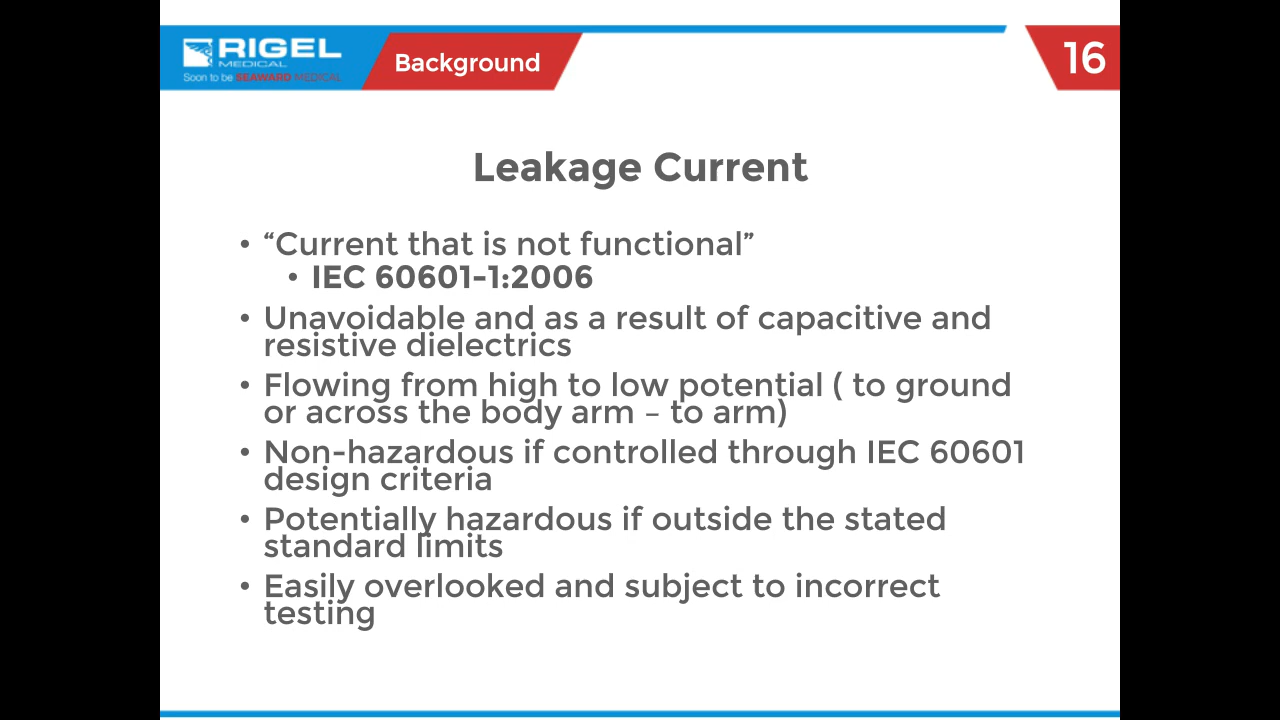 RIGEL
MEDICAL
Soon to be SEAWARD MEDICAL
Background
16
Leakage Current
• “Current that is not functional”
• IEC 60601-1:2006
• Unavoidable and as a result of capacitive and
resistive dielectrics
• Flowing from high to low potential ( to ground
or across the body arm – to arm)
• Non-hazardous if controlled through IEC 60601
design criteria
• Potentially hazardous if outside the stated
standard limits
• Easily overlooked and subject to incorrect
testing